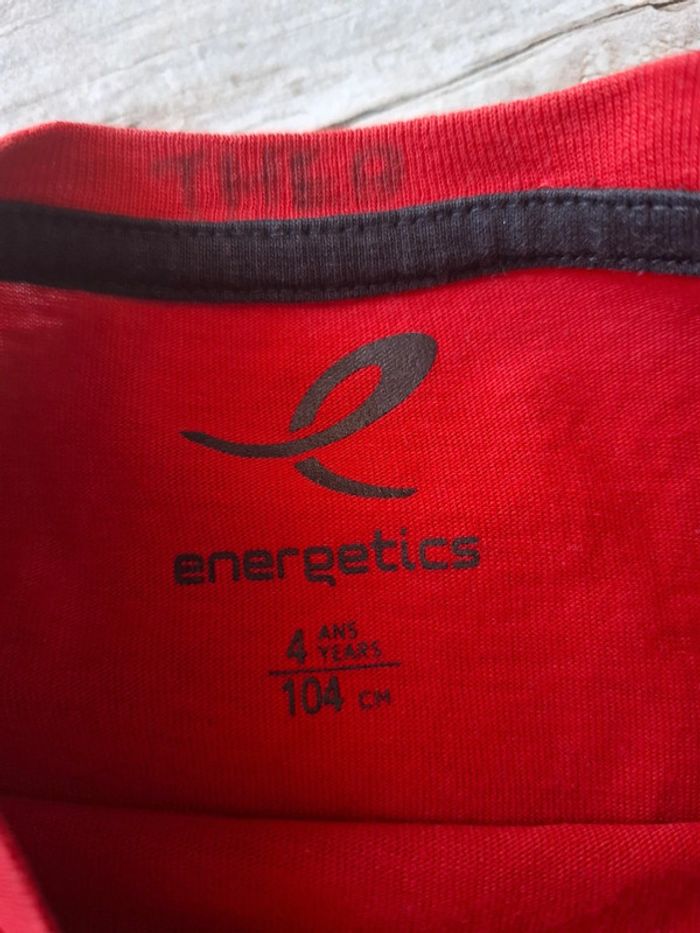 energetics
4 ANS
YEARS
104 CM